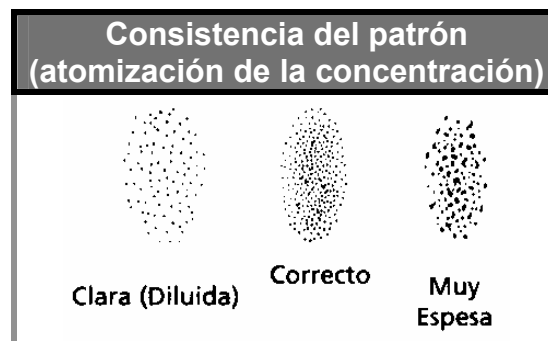 Consistencia del patrón
(atomización de la concentración)
Clara (Diluida)
Correcto
Muy
Espesa